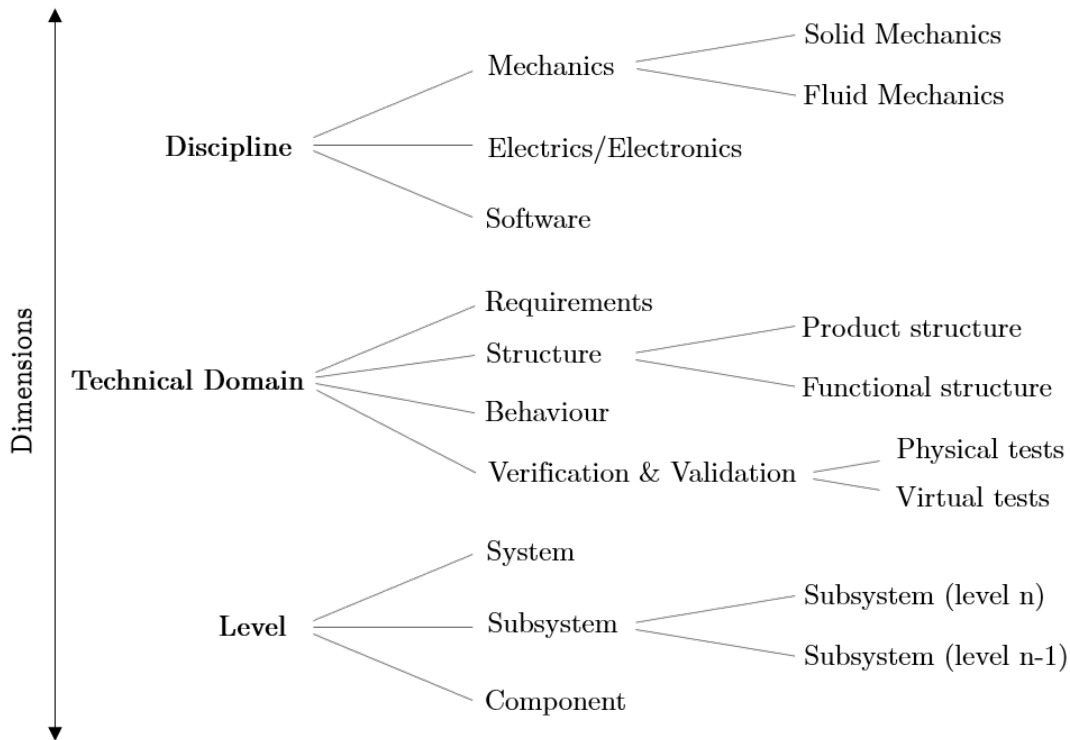 Dimensions
Discipline
Mechanics
Solid Mechanics
Fluid Mechanics
Electrics/Electronics
Software
Technical Domain
Requirements
Structure
Product structure
Functional structure
Behaviour
Verification & Validation
Physical tests
Virtual tests
Level
System
Subsystem
Subsystem (level n)
Subsystem (level n-1)
Component